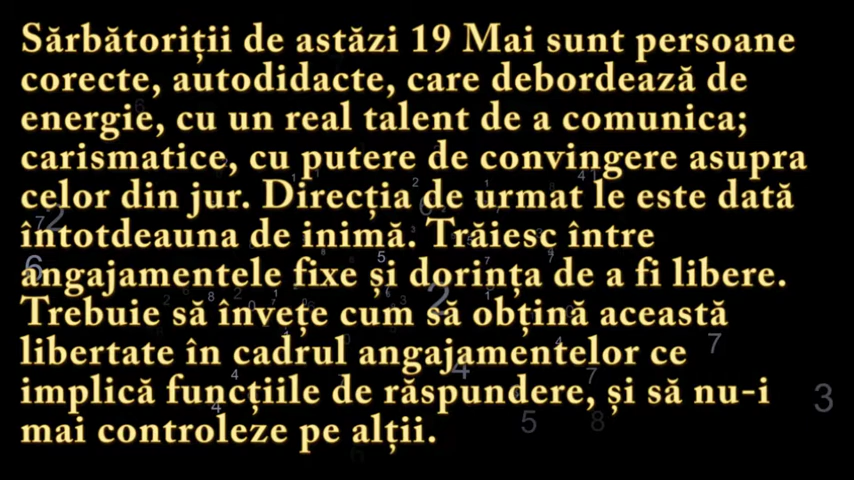 Sărbătoriții de astăzi 19 Mai sunt persoane
corecte, autodidacte, care debordează de
energie, cu un real talent de a comunica;
carismatice, cu putere de convingere asupra
celor din jur. Direcția de urmat le este dată
întotdeauna de inimă. Trăiesc între
angajamentele fixe și dorința de a fi libere.
Trebuie să învețe cum să obțină această
libertate în cadrul angajamentelor ce
implică funcțiile de răspundere, și să nu-i
mai controleze pe alții.